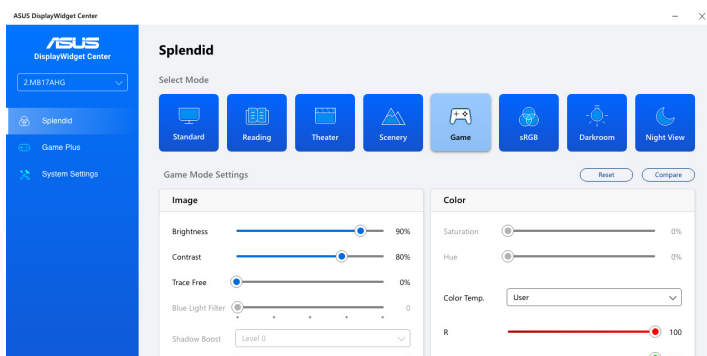 ASUS DisplayWidget Center
ASUS
DisplayWidget Center
2.MB17AHG
Splendid
Game Plus
System Settings
Splendid
Select Mode
Standard
Reading
Theater
Scenery
Game
sRGB
Darkroom
Night View
Game Mode Settings
Reset
Compare
Image
Brightness 90%
Contrast 80%
Trace Free 0%
Blue Light Filter 0
Shadow Boost Level 0
Color
Saturation 0%
Hue 0%
Color Temp. User
R 100